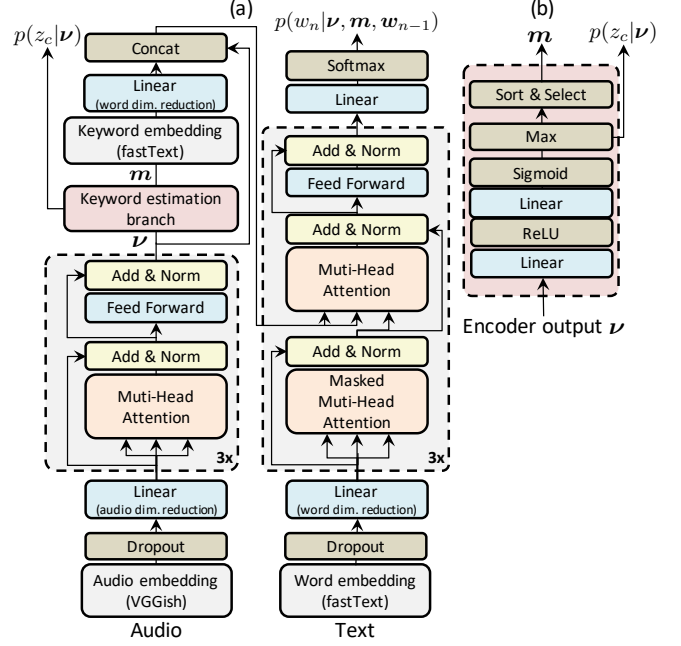 (a)
p(z_c|ν)
Concat
Linear
(word dim. reduction)
Keyword embedding
(fastText)
m
Keyword estimation
branch
ν
Add & Norm
Feed Forward
Add & Norm
Muti-Head
Attention
3x
Linear
(audio dim. reduction)
Dropout
Audio embedding
(VGGish)
Audio
p(w_n|ν, m, w_{n−1})
Softmax
Linear
Add & Norm
Feed Forward
Add & Norm
Muti-Head
Attention
Add & Norm
Masked
Muti-Head
Attention
3x
Linear
(word dim. reduction)
Dropout
Word embedding
(fastText)
Text
(b)
m
p(z_c|ν)
Sort & Select
Max
Sigmoid
Linear
ReLU
Linear
Encoder output ν